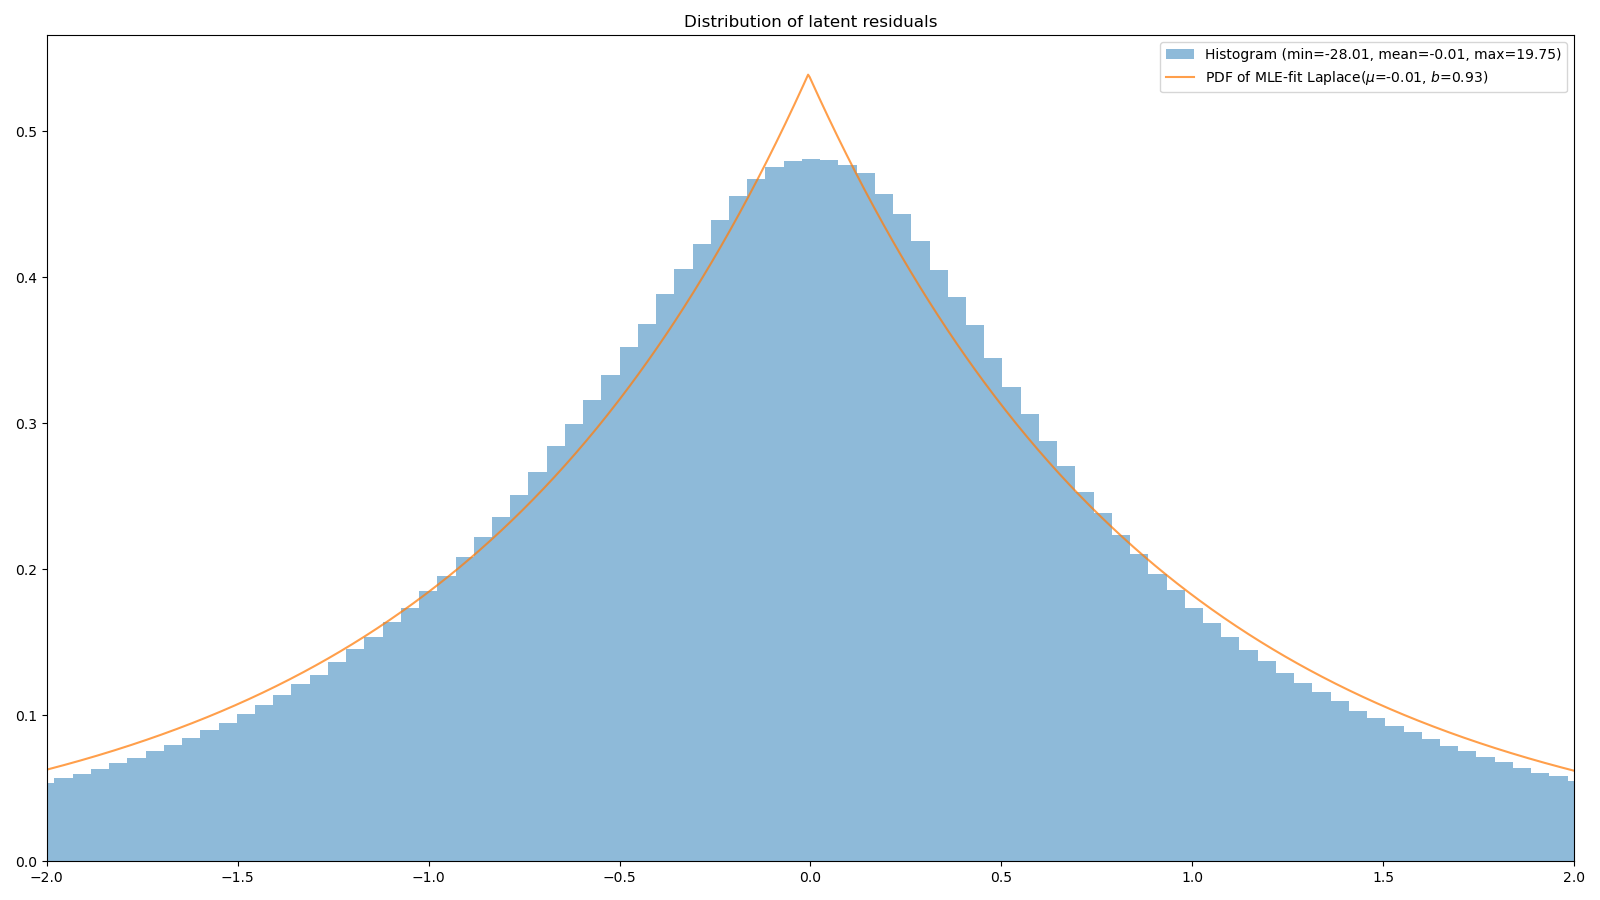 Distribution of latent residuals
Histogram (min=-28.01, mean=-0.01, max=19.75)
PDF of MLE-fit Laplace(μ=-0.01, b=0.93)
0.5
0.4
0.3
0.2
0.1
0.0
−2.0 −1.5 −1.0 −0.5 0.0 0.5 1.0 1.5 2.0